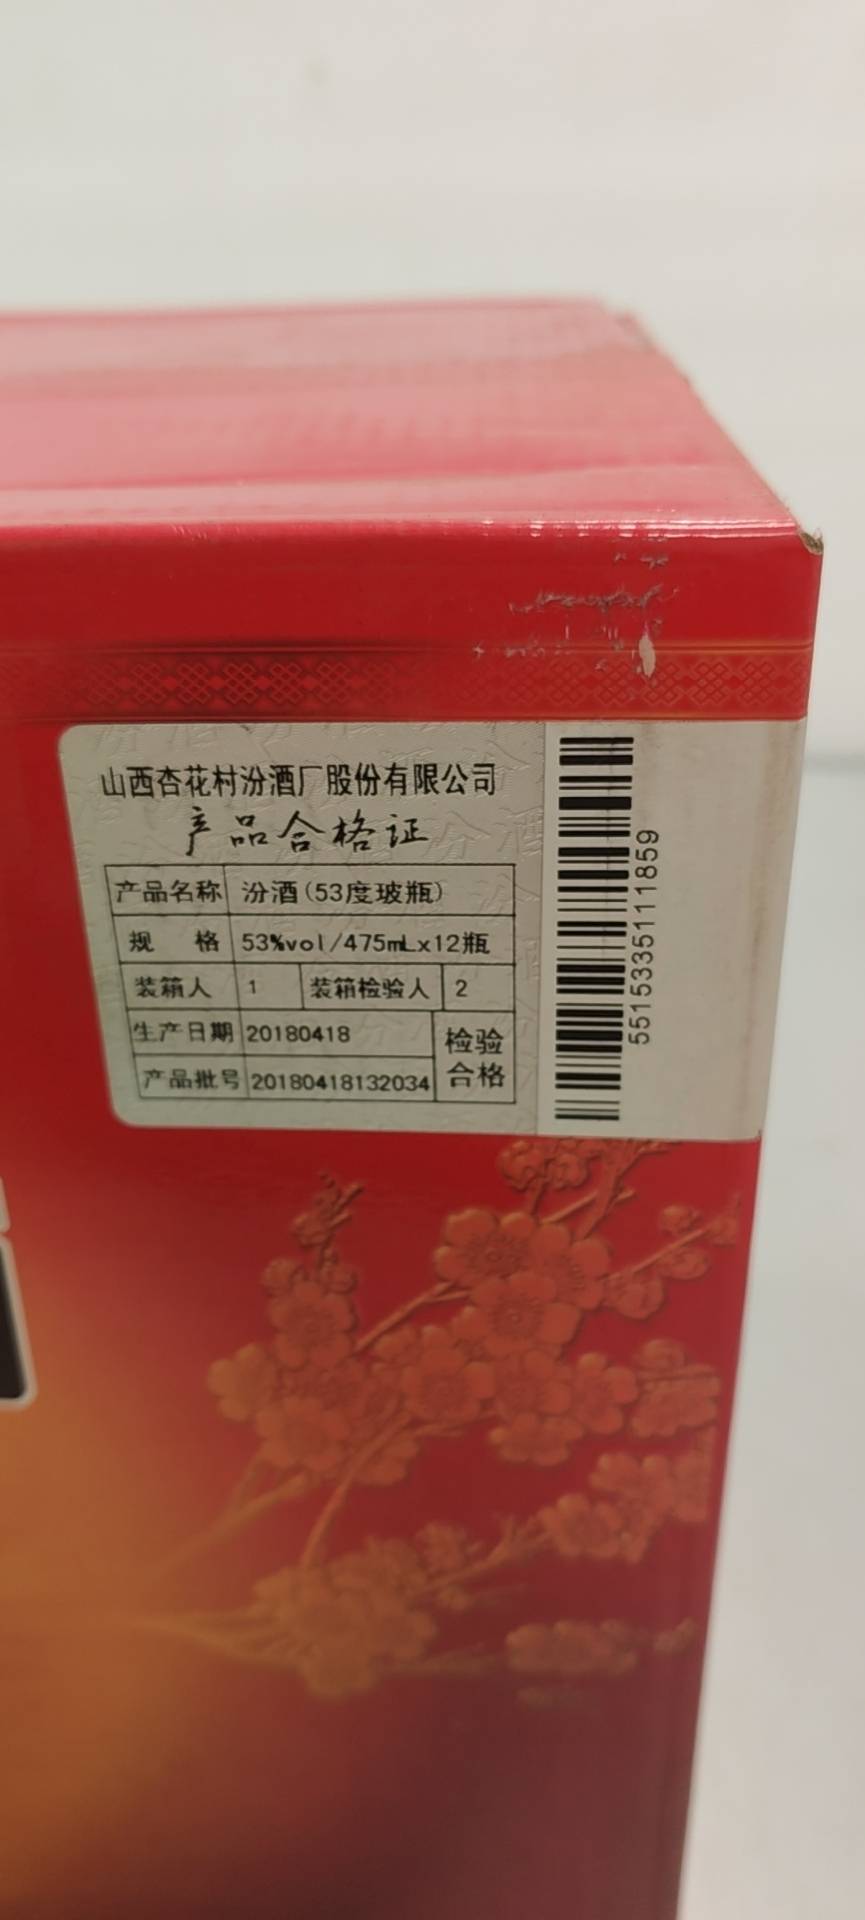 山西杏花村汾酒厂股份有限公司
产品合格证
产品名称 汾酒(53度玻瓶)
规 格 53%vol/475mLx12瓶
装箱人 1 装箱检验人 2
生产日期 20180418
产品批号 20180418132034
检验
合格
5515335111859